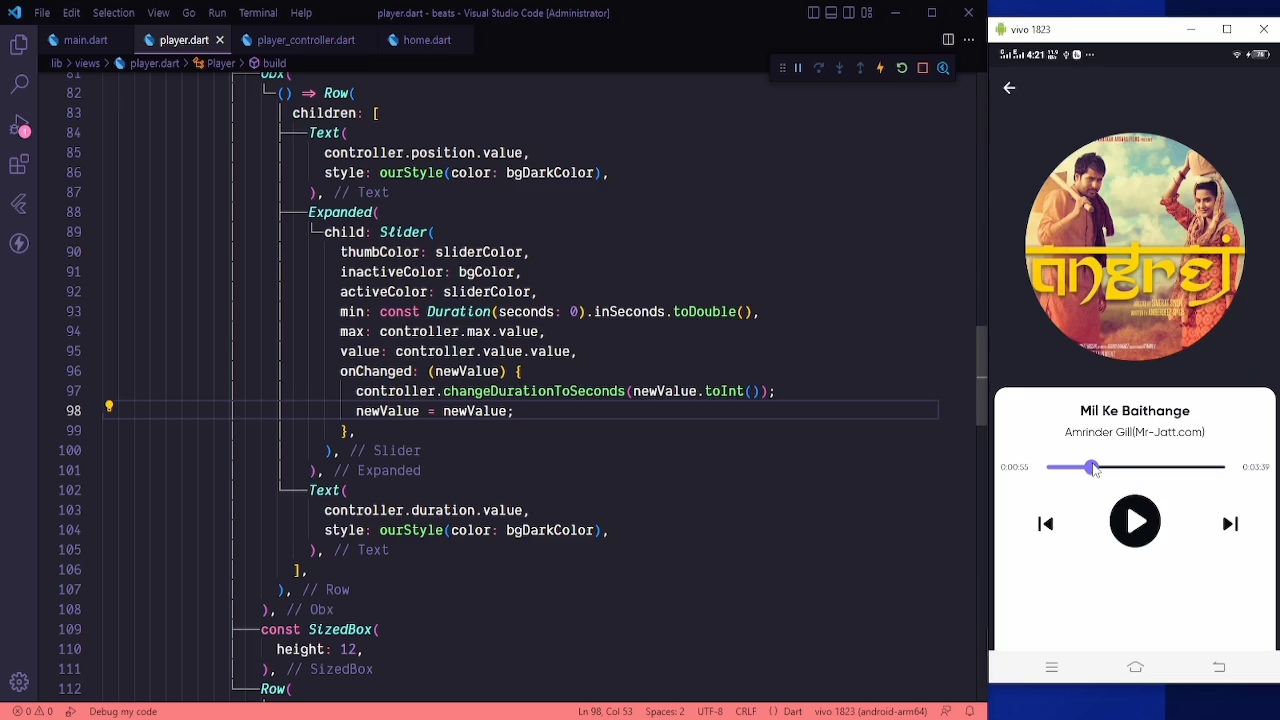 File Edit Selection View Go Run Terminal Help
player.dart - beats - Visual Studio Code [Administrator]
main.dart
player.dart
player_controller.dart
home.dart
lib > views > player.dart > Player > build
81 Obx(
82 () => Row(
83 children: [
84 Text(
85 controller.position.value,
86 style: ourStyle(color: bgDarkColor),
87 ), // Text
88 Expanded(
89 child: Slider(
90 thumbColor: sliderColor,
91 inactiveColor: bgColor,
92 activeColor: sliderColor,
93 min: const Duration(seconds: 0).inSeconds.toDouble(),
94 max: controller.max.value,
95 value: controller.value.value,
96 onChanged: (newValue) {
97 controller.changeDurationToSeconds(newValue.toInt());
98 newValue = newValue;
99 },
100 ), // Slider
101 ), // Expanded
102 Text(
103 controller.duration.value,
104 style: ourStyle(color: bgDarkColor),
105 ), // Text
106 ],
107 ), // Row
108 ), // Obx
109 const SizedBox(
110 height: 12,
111 ), // SizedBox
112 Row(
1
0 0 Debug my code
Ln 98, Col 53 Spaces: 2 UTF-8 CRLF {} Dart vivo 1823 (android-arm64)
vivo 1823
4:21
angrej
Mil Ke Baithange
Amrinder Gill(Mr-Jatt.com)
0:00:55
0:03:39